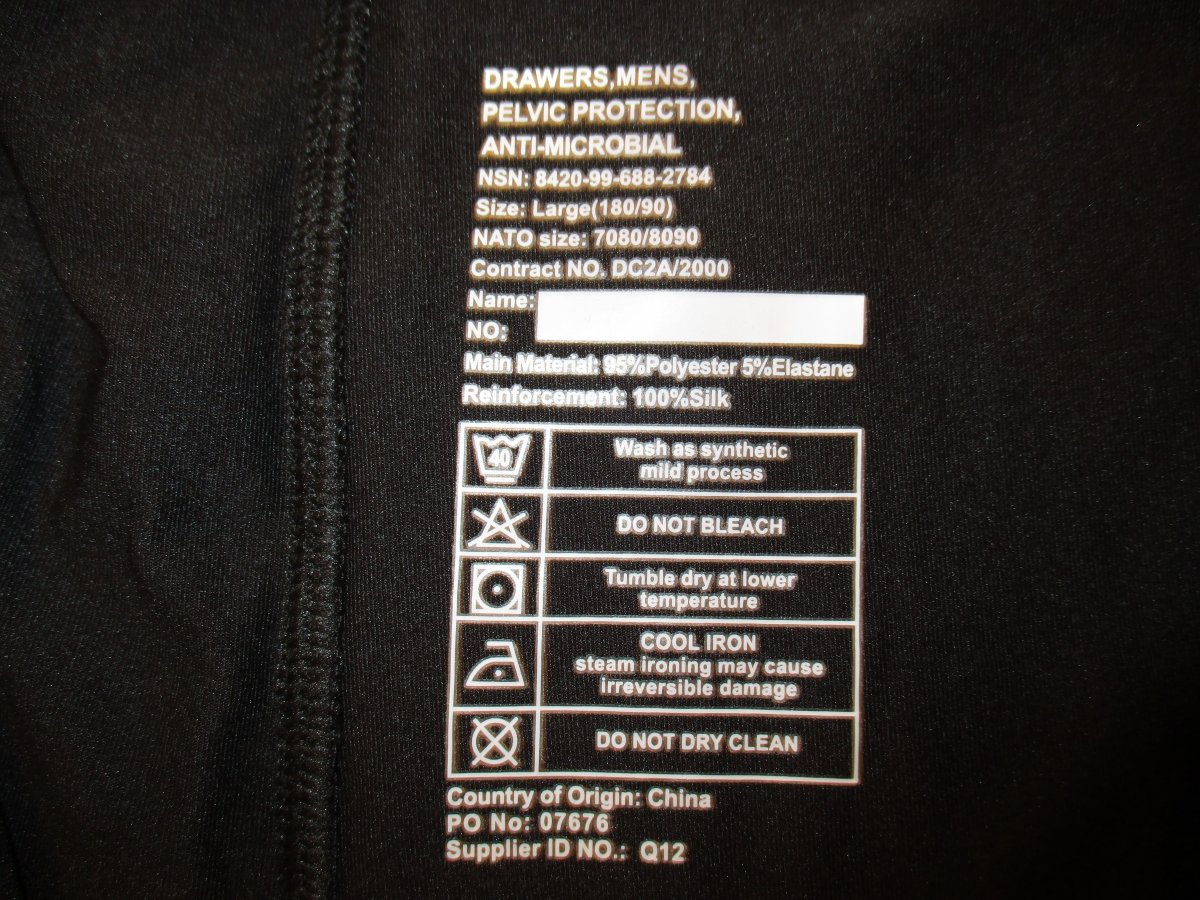 DRAWERS,MENS,
PELVIC PROTECTION,
ANTI-MICROBIAL
NSN: 8420-99-688-2784
Size: Large(180/90)
NATO size: 7080/8090
Contract NO. DC2A/2000
Name:
NO:
Main Material: 95%Polyester 5%Elastane
Reinforcement: 100%Silk
40
Wash as synthetic
mild process
DO NOT BLEACH
Tumble dry at lower
temperature
COOL IRON
steam ironing may cause
irreversible damage
DO NOT DRY CLEAN
Country of Origin: China
PO No: 07676
Supplier ID NO.: Q12